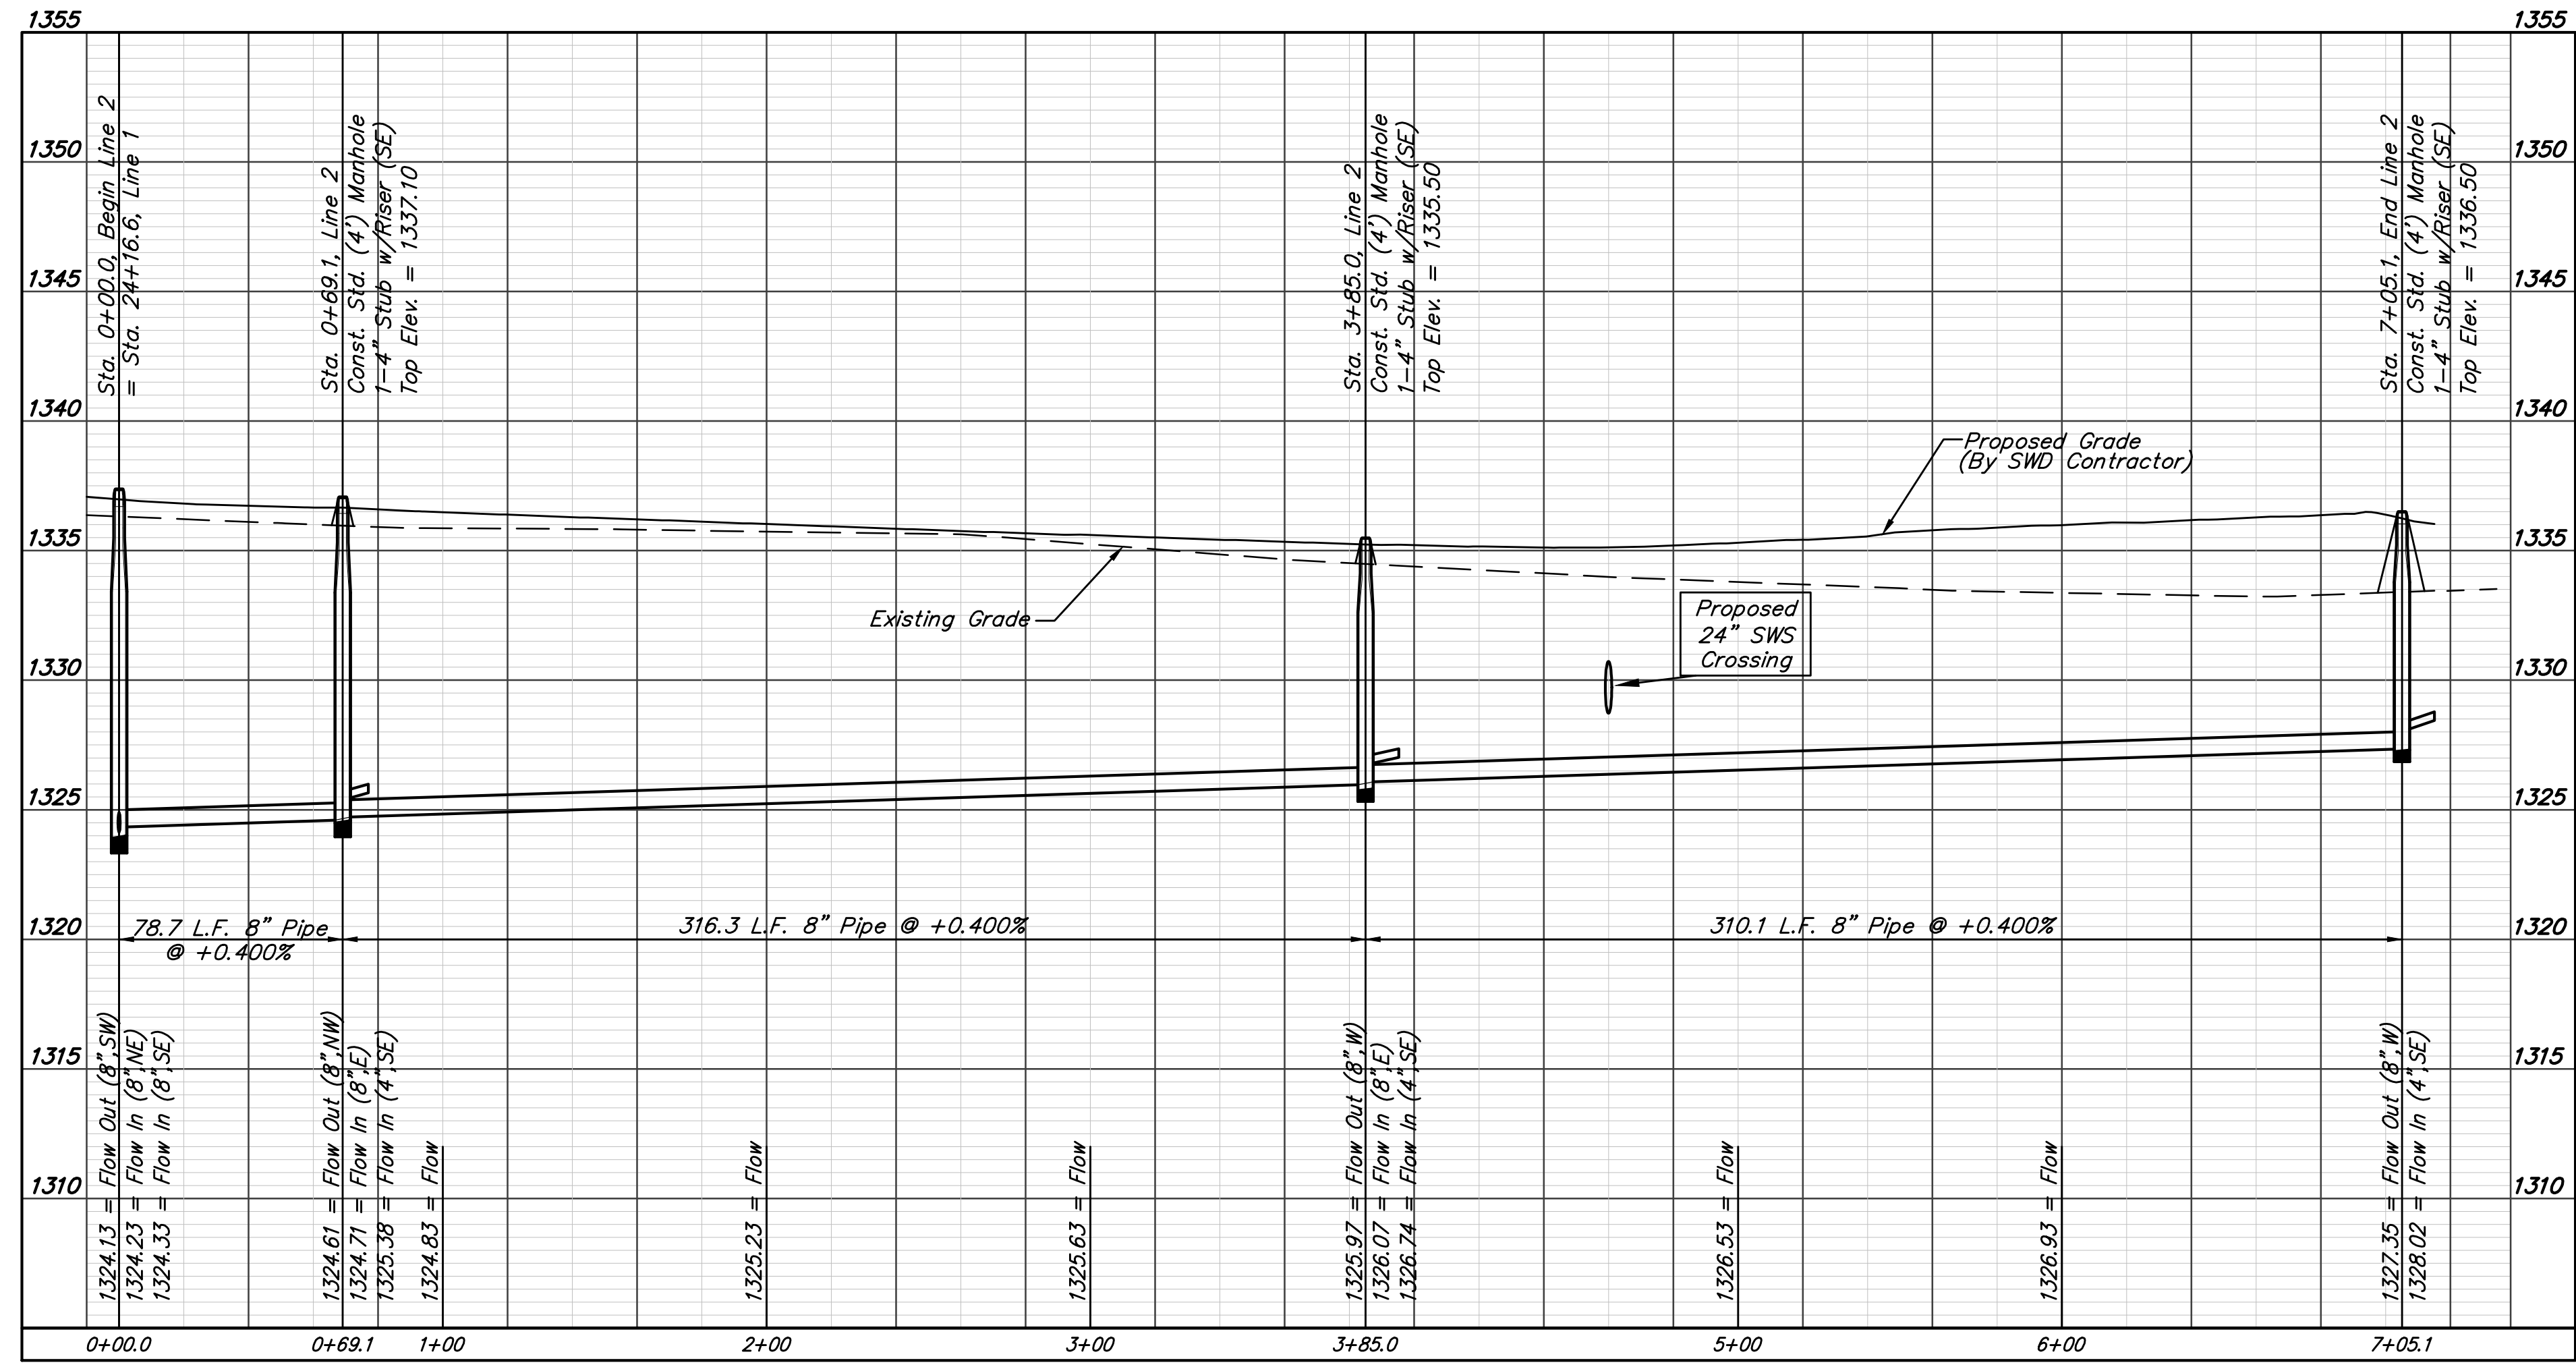 1355
1355
1350
1350
1345
1345
1340
1340
1335
1335
1330
1330
1325
1325
1320
1320
1315
1315
1310
1310
Sta. 0+00.0, Begin Line 2
= Sta. 24+16.6, Line 1
Sta. 0+69.1, Line 2
Const. Std. (4') Manhole
1-4" Stub w/Riser (SE)
Top Elev. = 1337.10
Sta. 3+85.0, Line 2
Const. Std. (4') Manhole
1-4" Stub w/Riser (SE)
Top Elev. = 1335.50
Sta. 7+05.1, End Line 2
Const. Std. (4') Manhole
1-4" Stub w/Riser (SE)
Top Elev. = 1336.50
Proposed Grade
(By SWD Contractor)
Existing Grade
Proposed
24" SWS
Crossing
78.7 L.F. 8" Pipe
@ +0.400%
316.3 L.F. 8" Pipe @ +0.400%
310.1 L.F. 8" Pipe @ +0.400%
1324.13 = Flow Out (8",SW)
1324.23 = Flow In (8",NE)
1324.33 = Flow In (8",SE)
1324.61 = Flow Out (8",NW)
1324.71 = Flow In (8",E)
1325.38 = Flow In (4",SE)
1324.83 = Flow
1325.23 = Flow
1325.63 = Flow
1325.97 = Flow Out (8",W)
1326.07 = Flow In (8",E)
1326.74 = Flow In (4",SE)
1326.53 = Flow
1326.93 = Flow
1327.35 = Flow Out (8",W)
1328.02 = Flow In (4",SE)
0+00.0
0+69.1
1+00
2+00
3+00
3+85.0
5+00
6+00
7+05.1